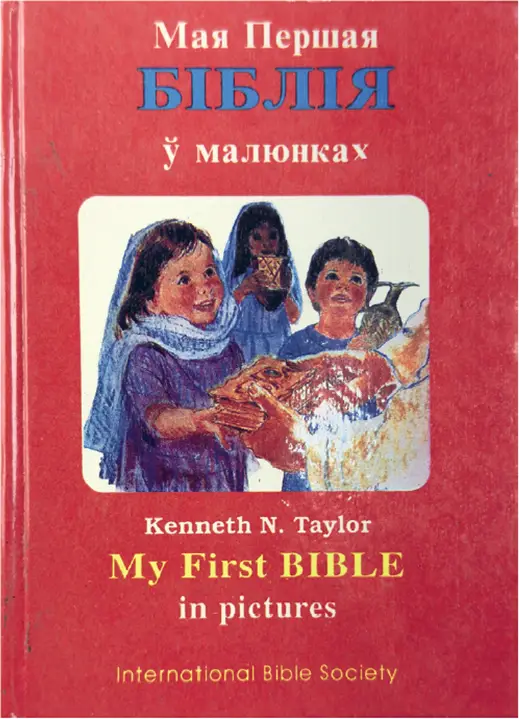 Мая Першая
БІБЛІЯ
ў малюнках
Kenneth N. Taylor
My First BIBLE
in pictures
International Bible Society